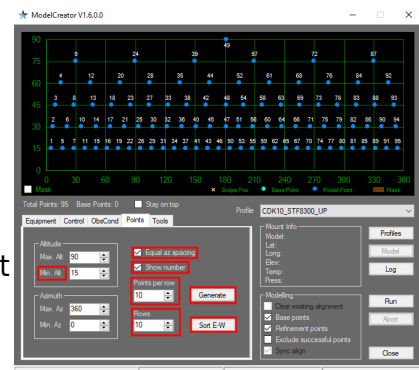 ModelCreator V1.6.0.0
90
49
9 24 39 57 72 87
75
4 12 20 28 35 44 52 61 68 76 84 92
60
3 8 13 18 23 27 33 38 42 48 54 58 63 69 73 78 83 88 93
45
2 6 10 14 17 21 26 30 32 36 40 45 47 51 56 60 66 71 75 79 82 86 90 94
30
1 5 7 11 15 16 19 22 25 29 31 34 37 41 43 46 50 53 55 59 62 65 67 70 74 77 80 81 85 89 91 95
15
0
0 30 60 90 120 150 180 210 240 270 300 330 360
Mask
Scope Pos Base Point Model Point Mask
Total Points: 95 Base Points: 0 Stay on top
Profile CDK10_STF8300_UP
Equipment Control ObsCond Points Tools
Altitude
Max. Alt 90
Min. Alt 15
Azimuth
Max. Az 360
Min. Az 0
Equal as spacing
Show number
Points per row
10 Generate
Rows
10 Sort E-W
Mount Info
Model:
Lat:
Long:
Elev:
Temp:
Press:
Modelling
Clear existing alignment
Base points
Refinement points
Exclude successful points
Sync align
Profiles
Model
Log
Run
Abort
Close
t